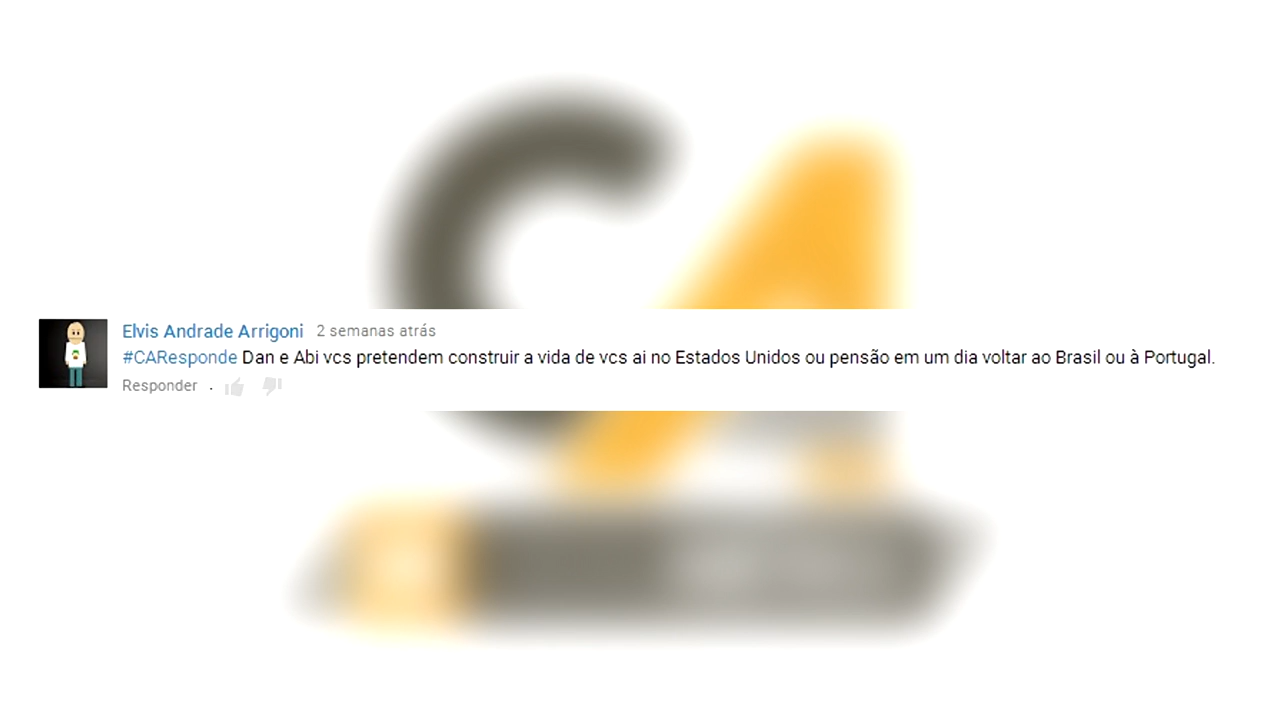 Elvis Andrade Arrigoni 2 semanas atrás
#CAResponde Dan e Abi vcs pretendem construir a vida de vcs ai no Estados Unidos ou pensão em um dia voltar ao Brasil ou à Portugal.
Responder .